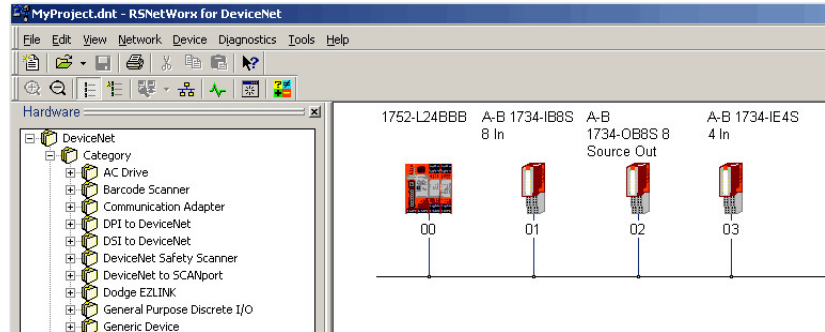 MyProject.dnt - RSNetWorx for DeviceNet
File Edit View Network Device Diagnostics Tools Help
Hardware
DeviceNet
Category
AC Drive
Barcode Scanner
Communication Adapter
DPI to DeviceNet
DSI to DeviceNet
DeviceNet Safety Scanner
DeviceNet to SCANport
Dodge EZLINK
General Purpose Discrete I/O
Generic Device
1752-L24BBB
A-B 1734-IB8S
8 In
A-B
1734-OB8S 8
Source Out
A-B 1734-IE4S
4 In
00 01 02 03